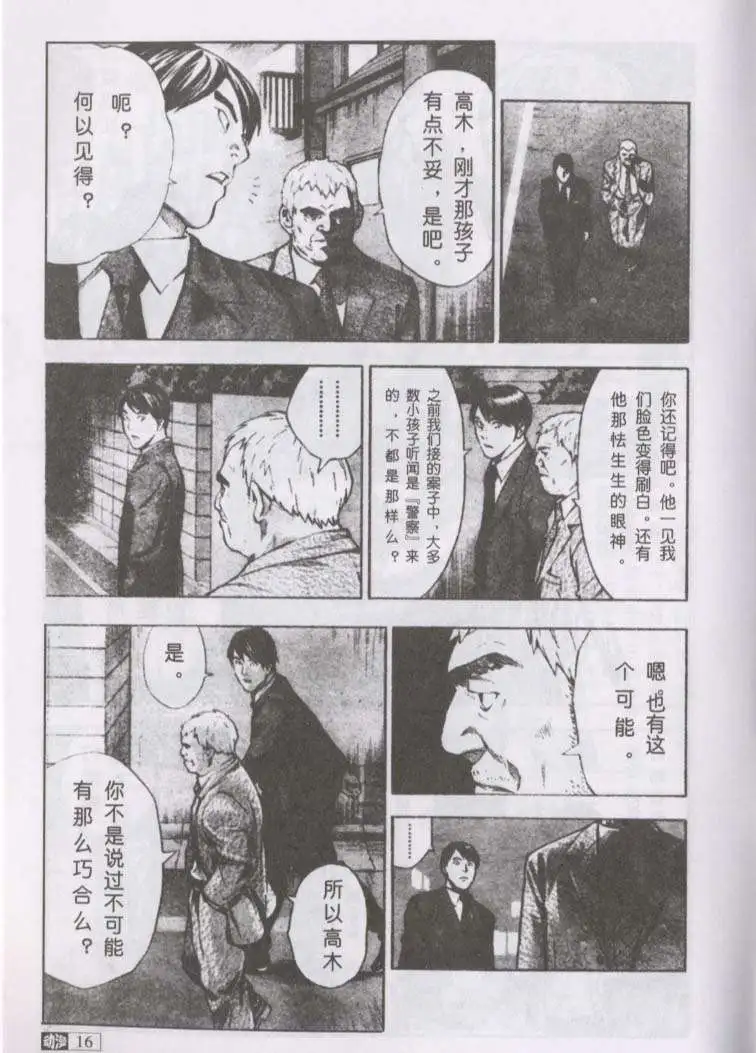 高木，刚才那孩子
有点不妥，是吧。
呃？
何以见得？
你还记得吧。他一见我
们脸色变得刷白。还有
他那怯生生的眼神。
之前我们接的案子中，大多
数小孩子听闻是『警察』来
的，不都是那样么？
…………
嗯。也有这
个可能。
…………
所以高木
是。
你不是说过不可能
有那么巧合么？
动漫 16